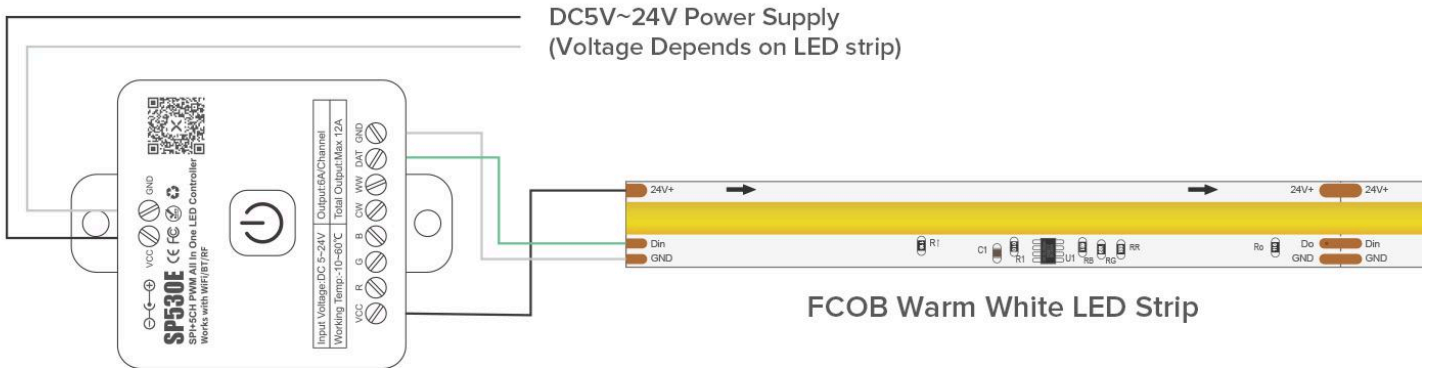 DC5V~24V Power Supply
(Voltage Depends on LED strip)
GND
VCC
SP530E
SPI+5CH PWM All In One LED Controller
Works with WiFi/BT/RF
Input Voltage:DC 5~24V
Output:6A/Channel
Working Temp:-10~60℃
Total Output:Max 12A
GND
DAT
WW
CW
B
G
R
VCC
24V+
24V+
24V+
Din
GND
R1
C1
R1
U1
RB
RG
RR
Ro
Do
Din
GND
GND
FCOB Warm White LED Strip